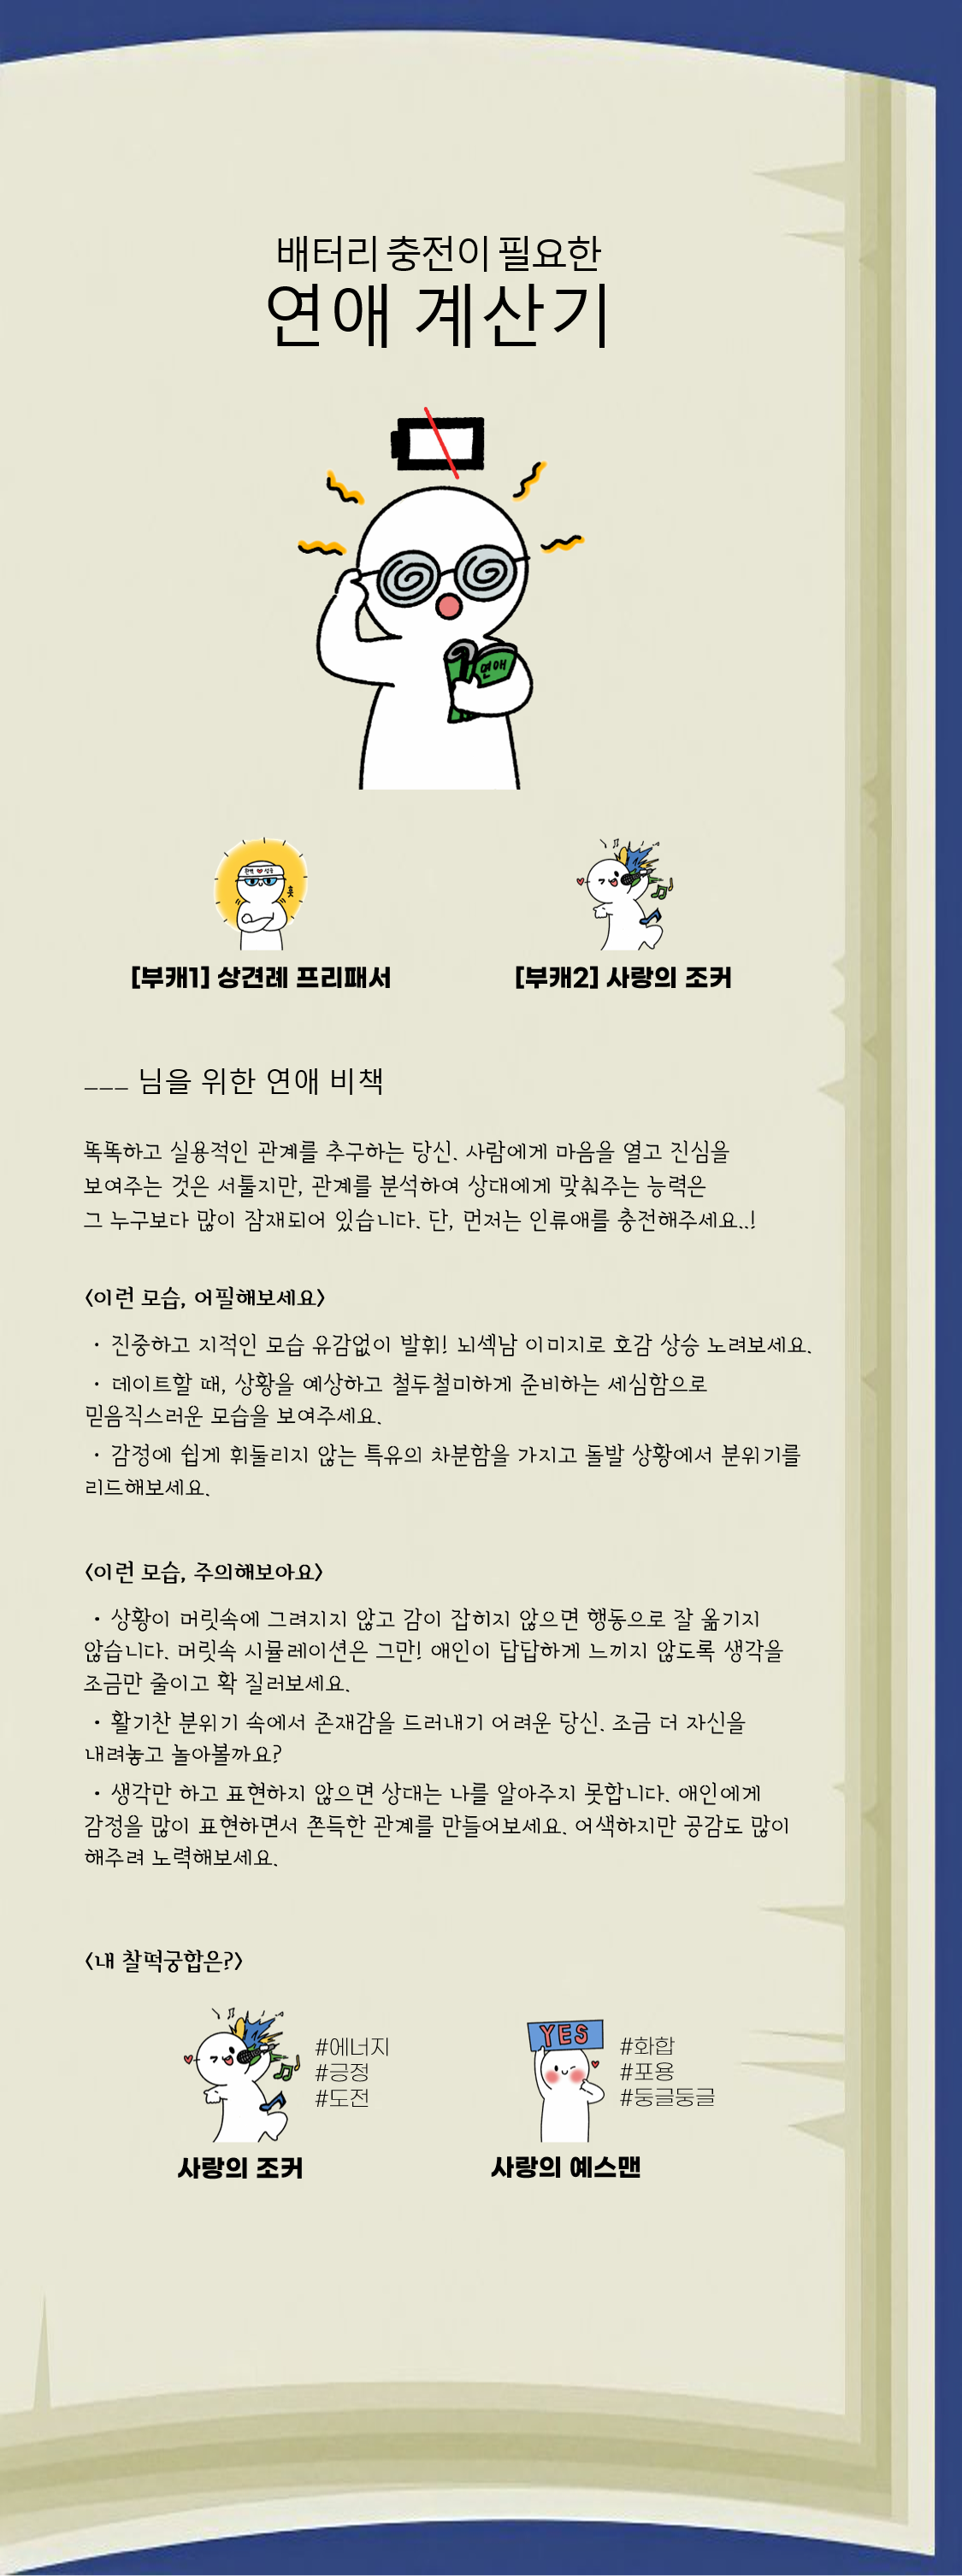 배터리 충전이 필요한
연애 계산기
연애
[부캐1] 상견례 프리패서
[부캐2] 사랑의 조커
___ 님을 위한 연애 비책
똑똑하고 실용적인 관계를 추구하는 당신. 사람에게 마음을 열고 진심을
보여주는 것은 서툴지만, 관계를 분석하여 상대에게 맞춰주는 능력은
그 누구보다 많이 잠재되어 있습니다. 단, 먼저는 인류애를 충전해주세요..!
<이런 모습, 어필해보세요>
· 진중하고 지적인 모습 유감없이 발휘! 뇌섹남 이미지로 호감 상승 노려보세요.
· 데이트할 때, 상황을 예상하고 철두철미하게 준비하는 세심함으로
믿음직스러운 모습을 보여주세요.
· 감정에 쉽게 휘둘리지 않는 특유의 차분함을 가지고 돌발 상황에서 분위기를
리드해보세요.
<이런 모습, 주의해보아요>
· 상황이 머릿속에 그려지지 않고 감이 잡히지 않으면 행동으로 잘 옮기지
않습니다. 머릿속 시뮬레이션은 그만! 애인이 답답하게 느끼지 않도록 생각을
조금만 줄이고 확 질러보세요.
· 활기찬 분위기 속에서 존재감을 드러내기 어려운 당신. 조금 더 자신을
내려놓고 놀아볼까요?
· 생각만 하고 표현하지 않으면 상대는 나를 알아주지 못합니다. 애인에게
감정을 많이 표현하면서 쫀득한 관계를 만들어보세요. 어색하지만 공감도 많이
해주려 노력해보세요.
<내 찰떡궁합은?>
#에너지
#긍정
#도전
사랑의 조커
YES
#화합
#포용
#둥글둥글
사랑의 예스맨